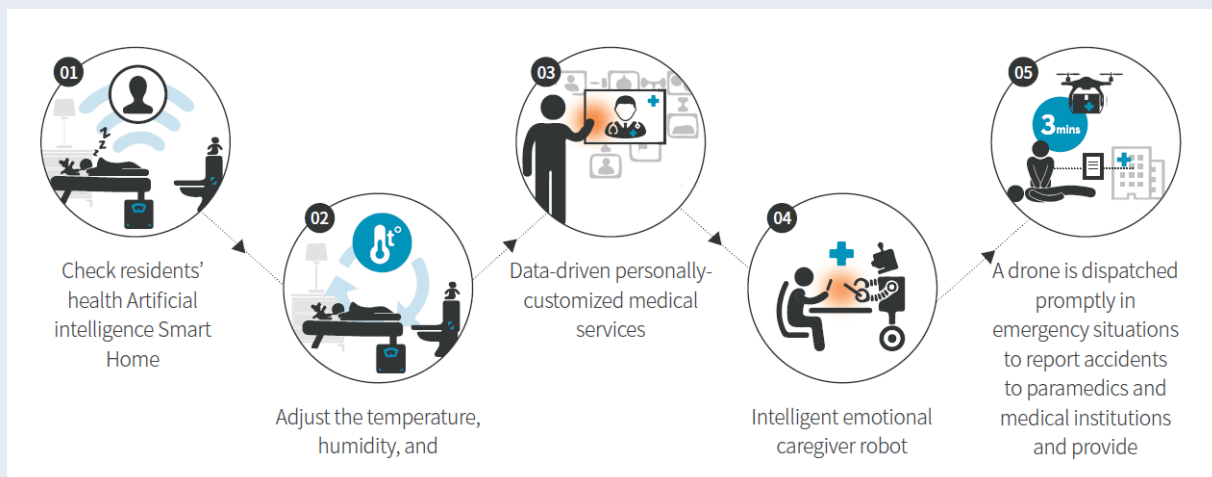 01
z z z
Check residents'
health Artificial
intelligence Smart
Home
02
t°
Adjust the temperature,
humidity, and
03
Data-driven personally-
customized medical
services
04
Intelligent emotional
caregiver robot
05
3mins
A drone is dispatched
promptly in
emergency situations
to report accidents
to paramedics and
medical institutions
and provide